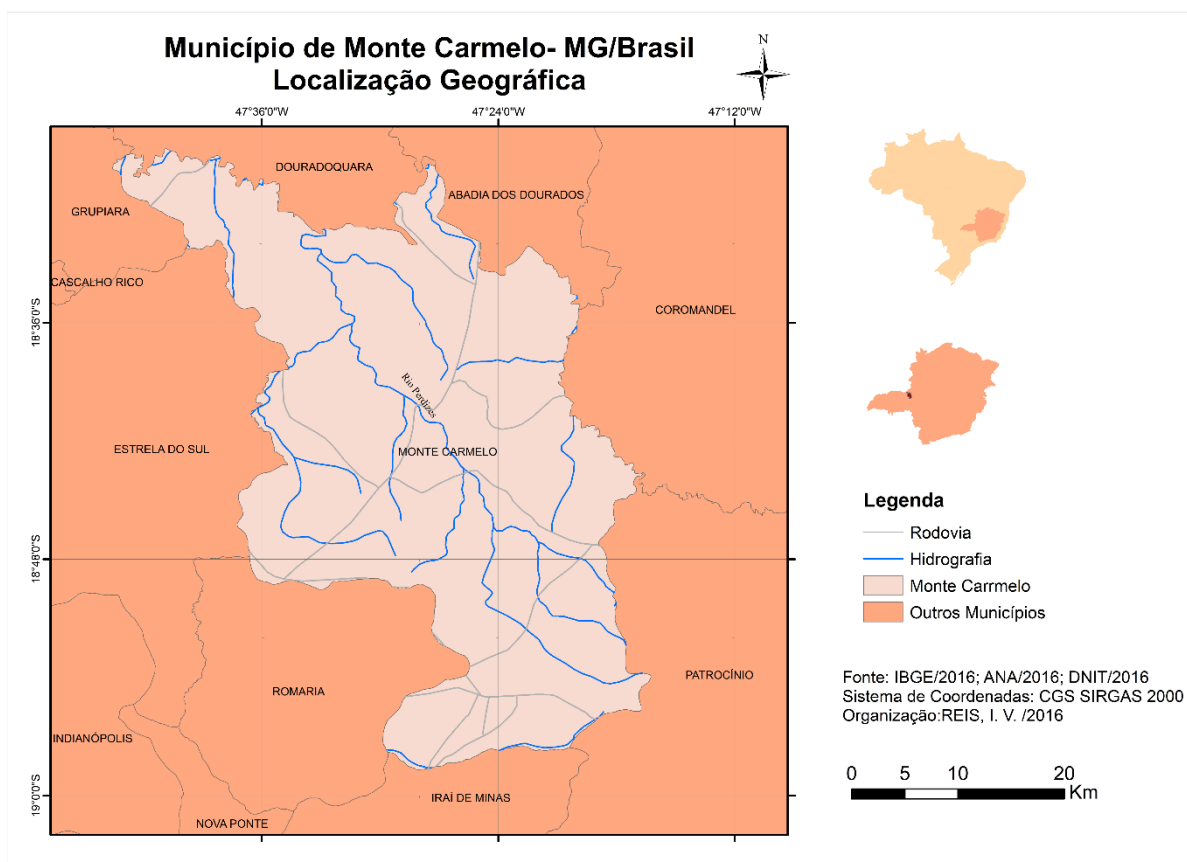 Município de Monte Carmelo- MG/Brasil
Localização Geográfica
N
47°36'0"W
47°24'0"W
47°12'0"W
DOURADOQUARA
ABADIA DOS DOURADOS
GRUPIARA
CASCALHO RICO
COROMANDEL
18°36'0"S
Rio Perdizes
ESTRELA DO SUL
MONTE CARMELO
18°48'0"S
ROMARIA
PATROCÍNIO
INDIANÓPOLIS
19°0'0"S
IRAÍ DE MINAS
NOVA PONTE
Legenda
Rodovia
Hidrografia
Monte Carrmelo
Outros Municípios
Fonte: IBGE/2016; ANA/2016; DNIT/2016
Sistema de Coordenadas: CGS SIRGAS 2000
Organização:REIS, I. V. /2016
0 5 10 20
Km